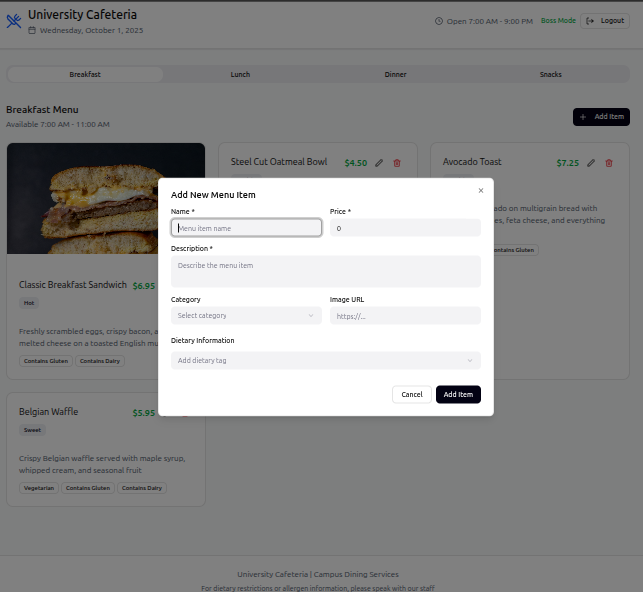 University Cafeteria
Wednesday, October 1, 2025
Open 7:00 AM - 9:00 PM
Boss Mode
Logout
Breakfast
Lunch
Dinner
Snacks
Breakfast Menu
Available 7:00 AM - 11:00 AM
Add Item
Steel Cut Oatmeal Bowl
$4.50
Avocado Toast
$7.25
ado on multigrain bread with
es, feta cheese, and everything
ontains Gluten
Classic Breakfast Sandwich
$6.95
Hot
Freshly scrambled eggs, crispy bacon, a
melted cheese on a toasted English mu
Contains Gluten
Contains Dairy
Add New Menu Item
Name *
Price *
Menu item name
0
Description *
Describe the menu item
Category
Image URL
Select category
https://...
Dietary Information
Add dietary tag
Cancel
Add Item
Belgian Waffle
$5.95
Sweet
Crispy Belgian waffle served with maple syrup,
whipped cream, and seasonal fruit
Vegetarian
Contains Gluten
Contains Dairy
University Cafeteria | Campus Dining Services
For dietary restrictions or allergen information, please speak with our staff